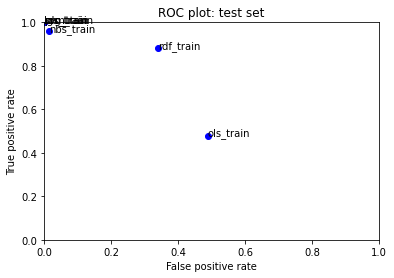 ROC plot: test set
nbs_train
rdf_train
ols_train
True positive rate
1.0
0.8
0.6
0.4
0.2
0.0
0.0
0.2
0.4
0.6
0.8
1.0
False positive rate